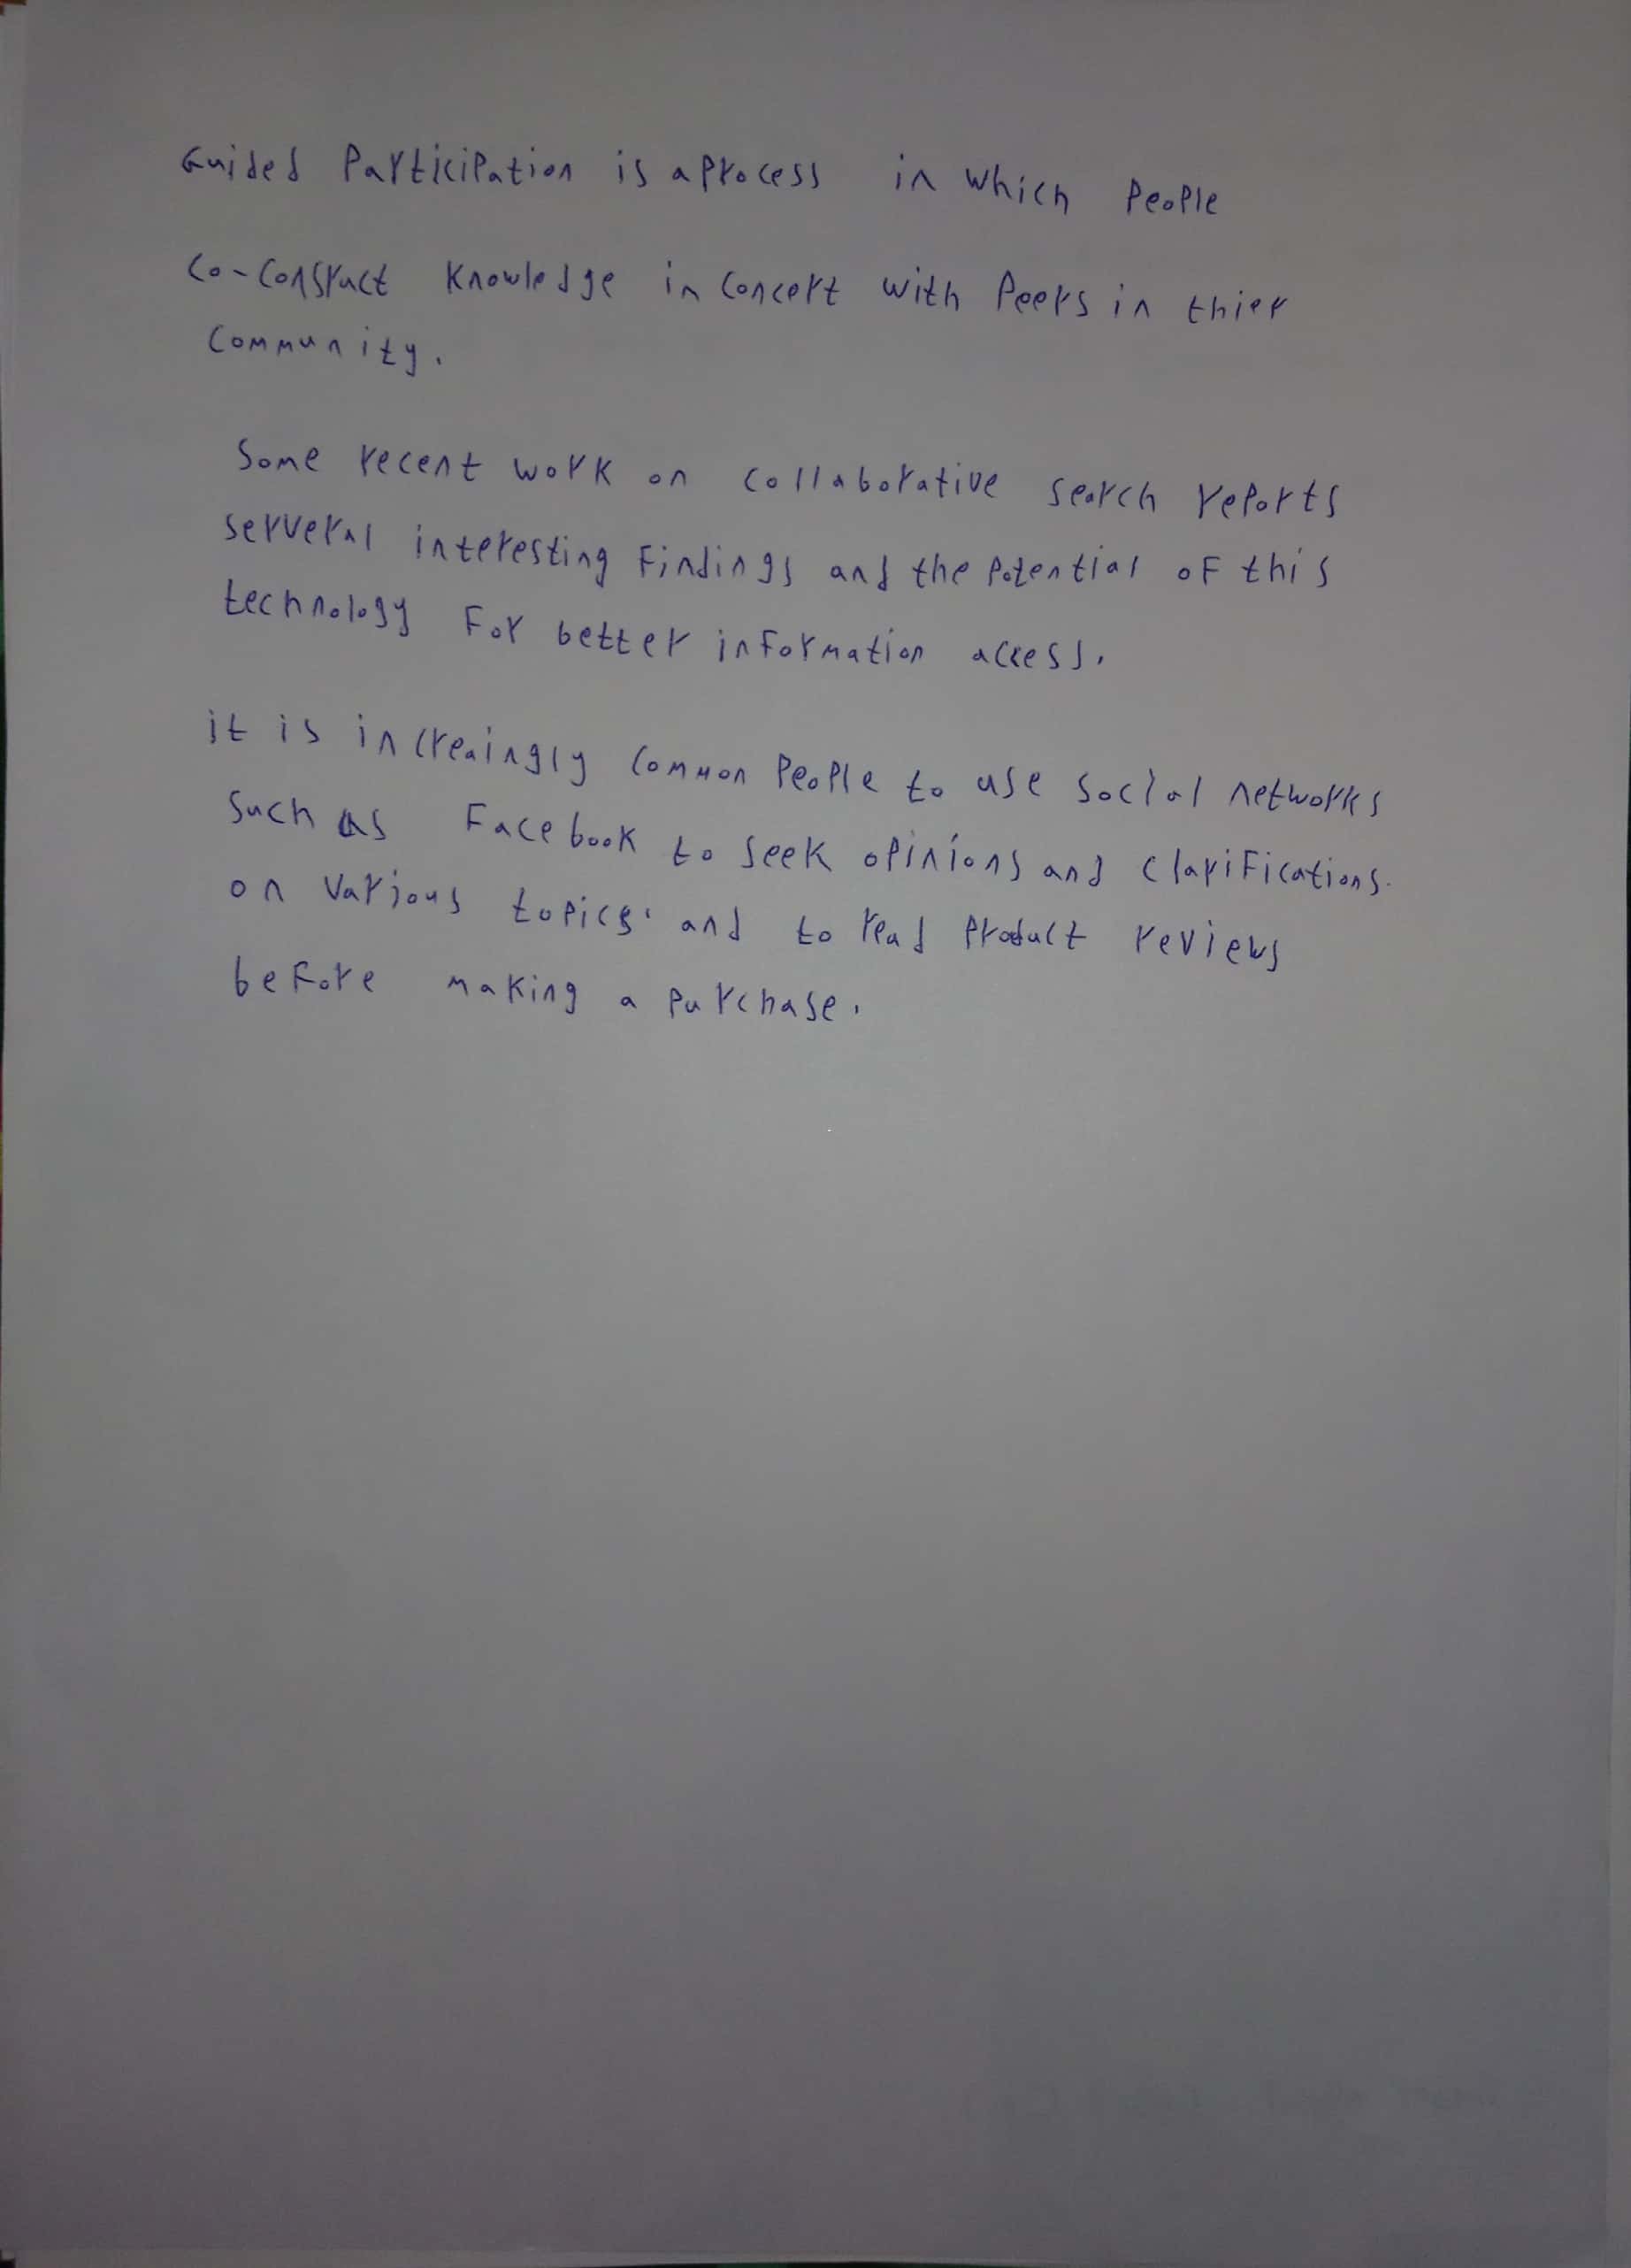 Guided Participation is a Process in which People
Co-Constract Knowledge in Concert with Peers in thier
Community.
Some recent work on collaborative search reports
serveral interesting Findings and the Potential of this
technology For better information access.
it is increaingly Common People to use social networks
Such as Facebook to seek opinions and clarifications.
on various topics. and to read Product reviews
before making a purchase.